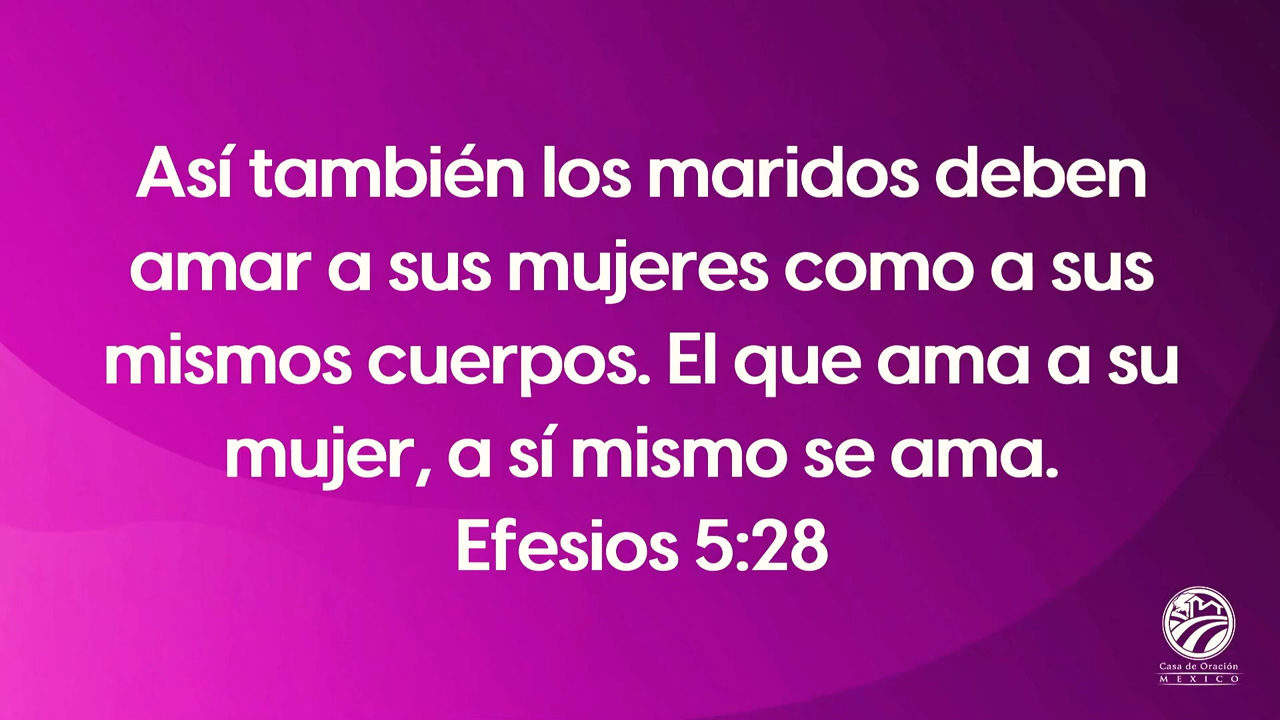 Así también los maridos deben
amar a sus mujeres como a sus
mismos cuerpos. El que ama a su
mujer, a sí mismo se ama.
Efesios 5:28
Casa de Oración
MEXICO